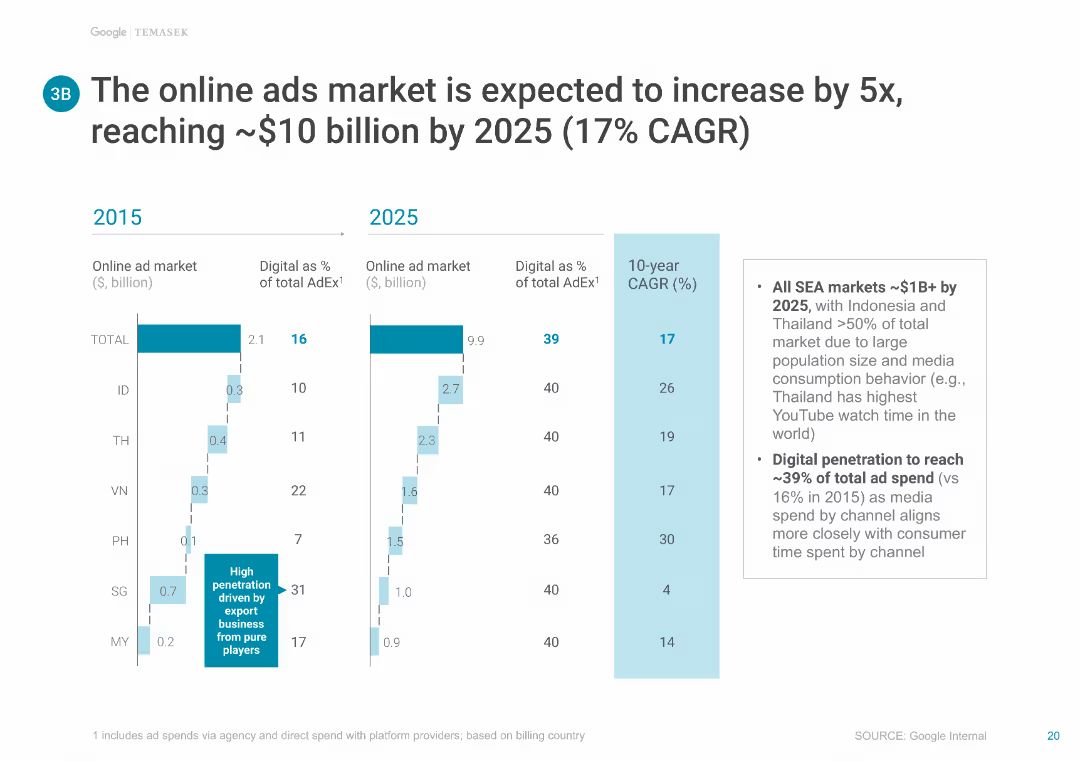 Google | TEMASEK
3B
The online ads market is expected to increase by 5x,
reaching ~$10 billion by 2025 (17% CAGR)
2015
2025
Online ad market
($, billion)
Digital as %
of total AdEx¹
Online ad market
($, billion)
Digital as %
of total AdEx¹
10-year
CAGR (%)
TOTAL 2.1 16 9.9 39 17
ID 0.3 10 2.7 40 26
TH 0.4 11 2.3 40 19
VN 0.3 22 1.6 40 17
PH 0.1 7 1.5 36 30
SG 0.7 31 1.0 40 4
MY 0.2 17 0.9 40 14
High
penetration
driven by
export
business
from pure
players
• All SEA markets ~$1B+ by
2025, with Indonesia and
Thailand >50% of total
market due to large
population size and media
consumption behavior (e.g.,
Thailand has highest
YouTube watch time in the
world)
• Digital penetration to reach
~39% of total ad spend (vs
16% in 2015) as media
spend by channel aligns
more closely with consumer
time spent by channel
1 includes ad spends via agency and direct spend with platform providers; based on billing country
SOURCE: Google Internal
20